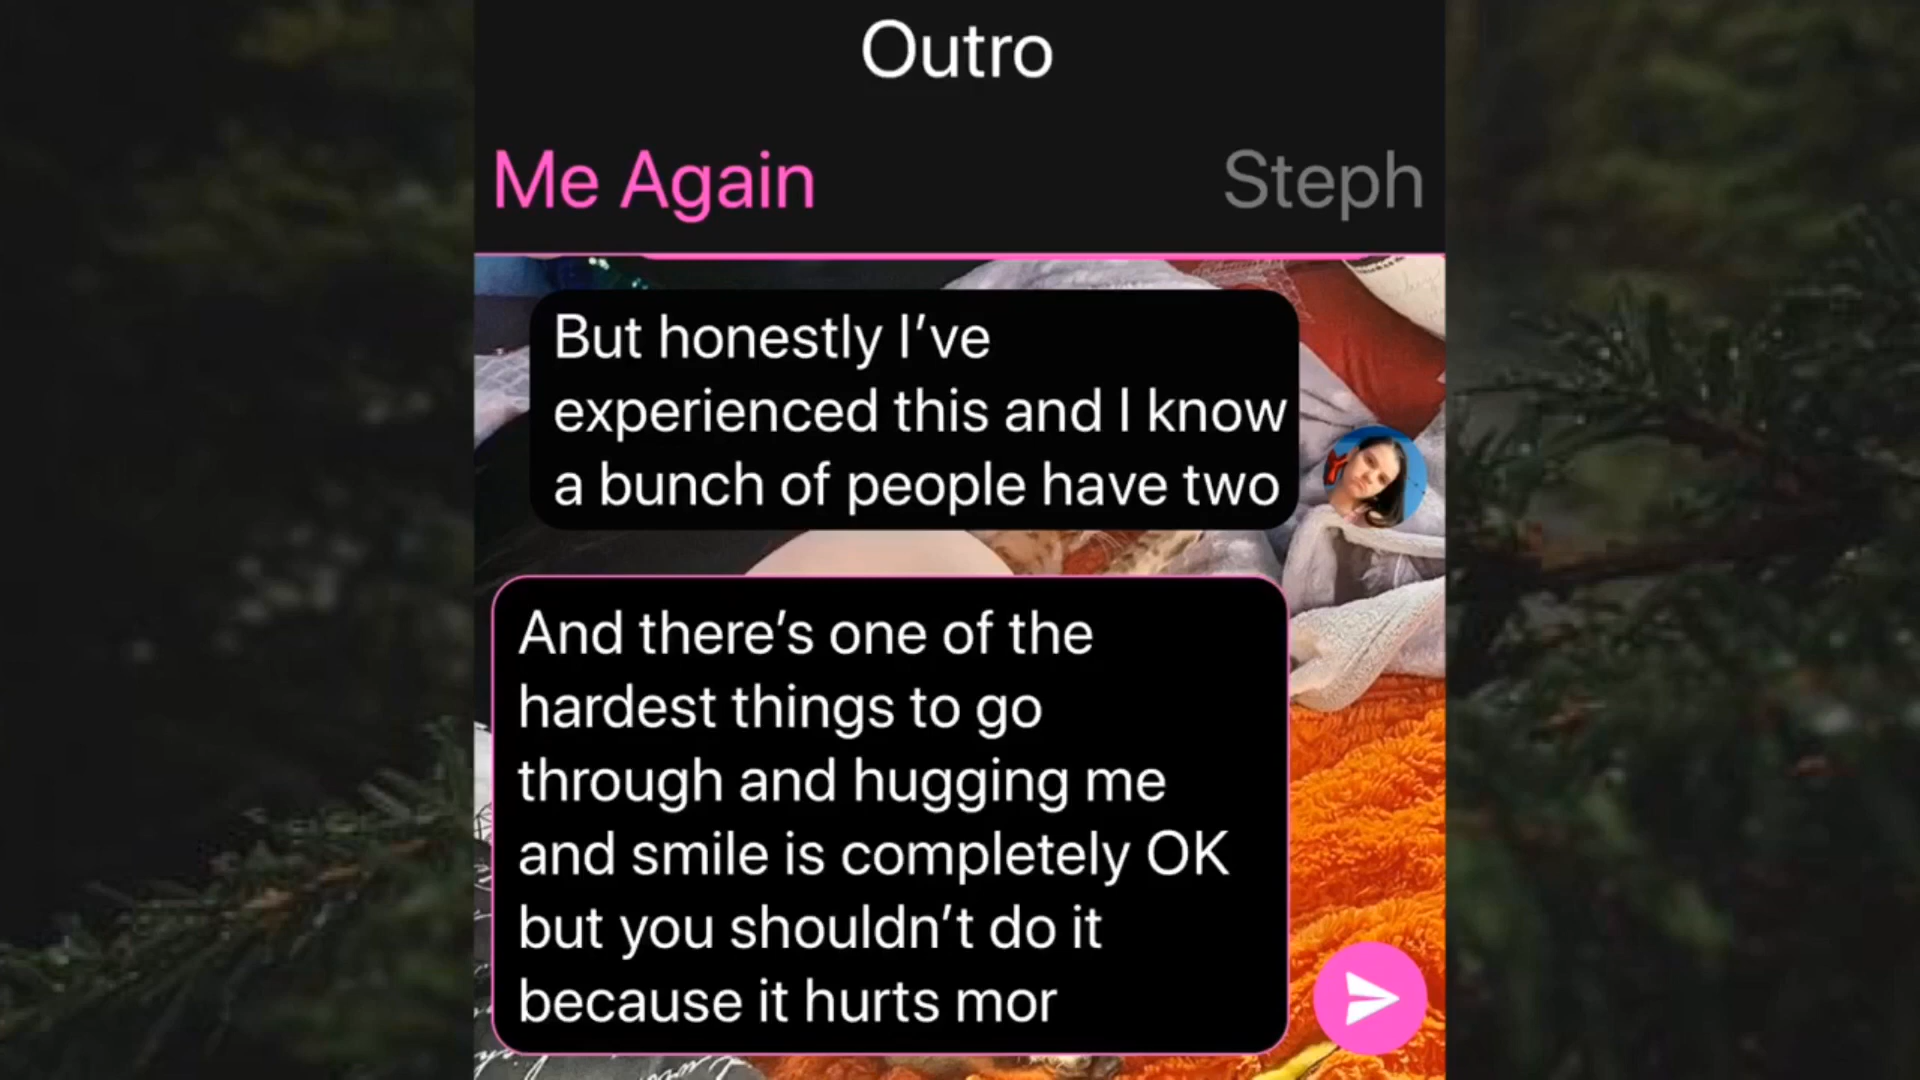 Outro
Me Again
Steph
But honestly I’ve
experienced this and I know
a bunch of people have two
And there’s one of the
hardest things to go
through and hugging me
and smile is completely OK
but you shouldn’t do it
because it hurts mor